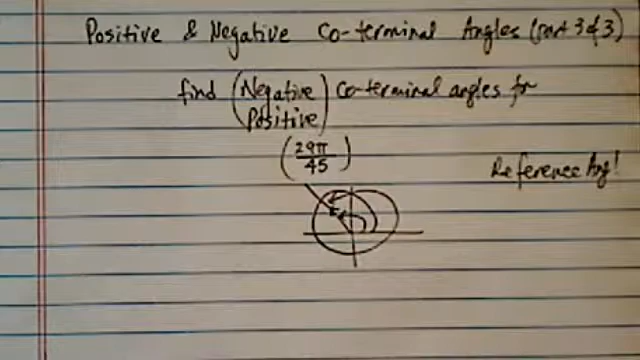 Positive & Negative Co-terminal Angles (part 3 of 3)
find (Negative Positive) Co-terminal angles for
(29π/45)
Reference Ang!